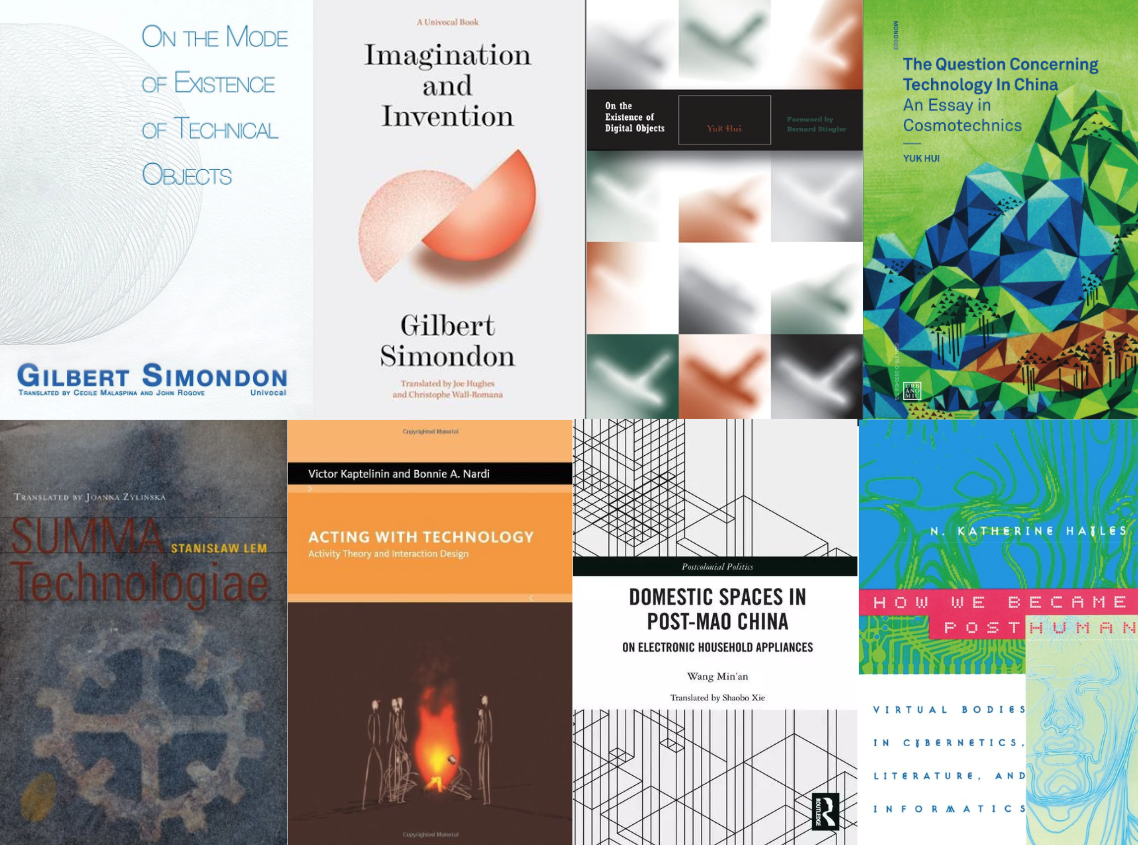 ON THE MODE
OF EXISTENCE
OF TECHNICAL
OBJECTS
GILBERT SIMONDON
TRANSLATED BY CECILE MALASPINA AND JOHN ROGOVE
Univocal
A Univocal Book
Imagination
and
Invention
Gilbert
Simondon
Translated by Joe Hughes
and Christophe Wall-Romana
On the
Existence of
Digital Objects
Yuk Hui
Foreword by
Bernard Stiegler
The Question Concerning
Technology In China
An Essay in
Cosmotechnics
YUK HUI
TRANSLATED BY JOANNA ZYLINSKA
SUMMA
STANISŁAW LEM
Technologiae
Copyrighted Material
Victor Kaptelinin and Bonnie A. Nardi
ACTING WITH TECHNOLOGY
Activity Theory and Interaction Design
Copyrighted Material
Postcolonial Politics
DOMESTIC SPACES IN
POST-MAO CHINA
ON ELECTRONIC HOUSEHOLD APPLIANCES
Wang Min'an
Translated by Shaobo Xie
ROUTLEDGE
N. KATHERINE HAYLES
HOW WE BECAME
POSTHUMAN
VIRTUAL BODIES
IN CYBERNETICS,
LITERATURE, AND
INFORMATICS